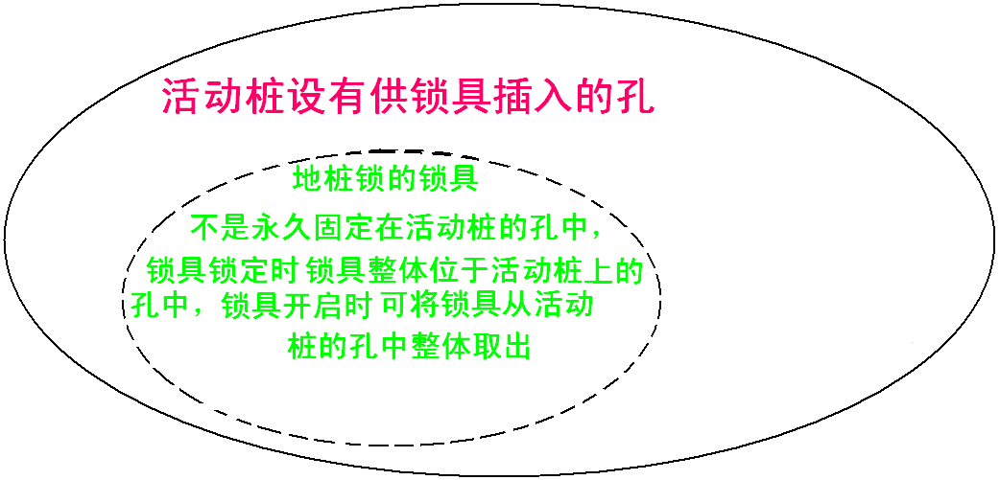 活动桩设有供锁具插入的孔
地桩锁的锁具
不是永久固定在活动桩的孔中，
锁具锁定时锁具整体位于活动桩上的
孔中，锁具开启时可将锁具从活动
桩的孔中整体取出